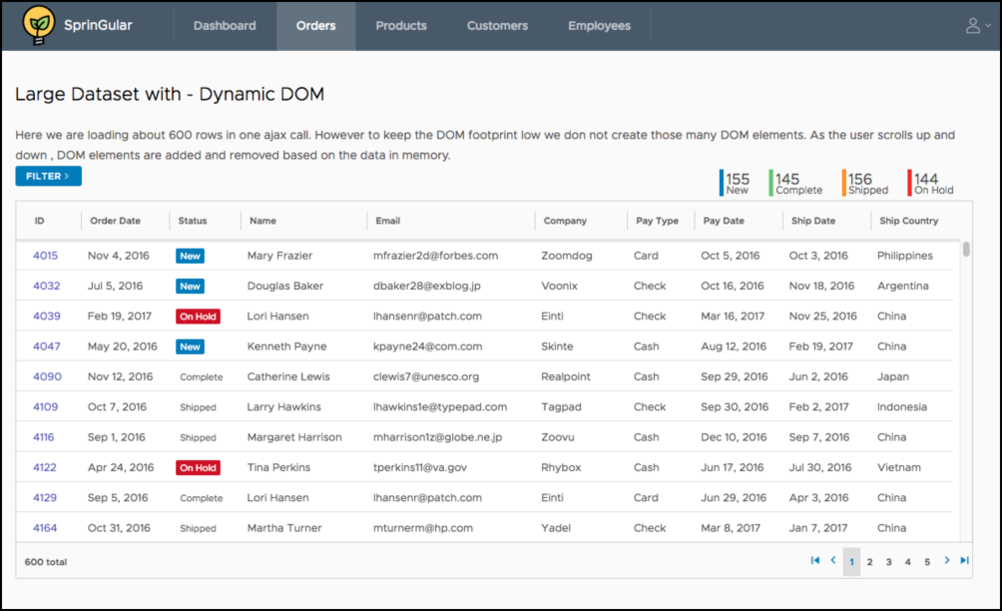 SprinGular Dashboard Orders Products Customers Employees
Large Dataset with - Dynamic DOM
Here we are loading about 600 rows in one ajax call. However to keep the DOM footprint low we don not create those many DOM elements. As the user scrolls up and
down , DOM elements are added and removed based on the data in memory.
FILTER >
155 145 156 144
New Complete Shipped On Hold
ID Order Date Status Name Email Company Pay Type Pay Date Ship Date Ship Country
4015 Nov 4, 2016 New Mary Frazier mfrazier2d@forbes.com Zoomdog Card Oct 5, 2016 Oct 3, 2016 Philippines
4032 Jul 5, 2016 New Douglas Baker dbaker28@exblog.jp Voonix Check Oct 16, 2016 Nov 18, 2016 Argentina
4039 Feb 19, 2017 On Hold Lori Hansen lhansenr@patch.com Einti Check Mar 16, 2017 Nov 25, 2016 China
4047 May 20, 2016 New Kenneth Payne kpayne24@com.com Skinte Cash Aug 12, 2016 Feb 19, 2017 China
4090 Nov 12, 2016 Complete Catherine Lewis clewis7@unesco.org Realpoint Cash Sep 29, 2016 Jun 2, 2016 Japan
4109 Oct 7, 2016 Shipped Larry Hawkins lhawkins1e@typepad.com Tagpad Check Sep 30, 2016 Feb 2, 2017 Indonesia
4116 Sep 1, 2016 Shipped Margaret Harrison mharrison1z@globe.ne.jp Zoovu Cash Dec 10, 2016 Sep 7, 2016 China
4122 Apr 24, 2016 On Hold Tina Perkins tperkins11@va.gov Rhybox Cash Jun 17, 2016 Jul 30, 2016 Vietnam
4129 Sep 5, 2016 Complete Lori Hansen lhansenr@patch.com Einti Card Jun 29, 2016 Apr 3, 2016 China
4164 Oct 31, 2016 Shipped Martha Turner mturnerm@hp.com Yadel Check Mar 8, 2017 Jan 7, 2017 China
600 total 1 2 3 4 5